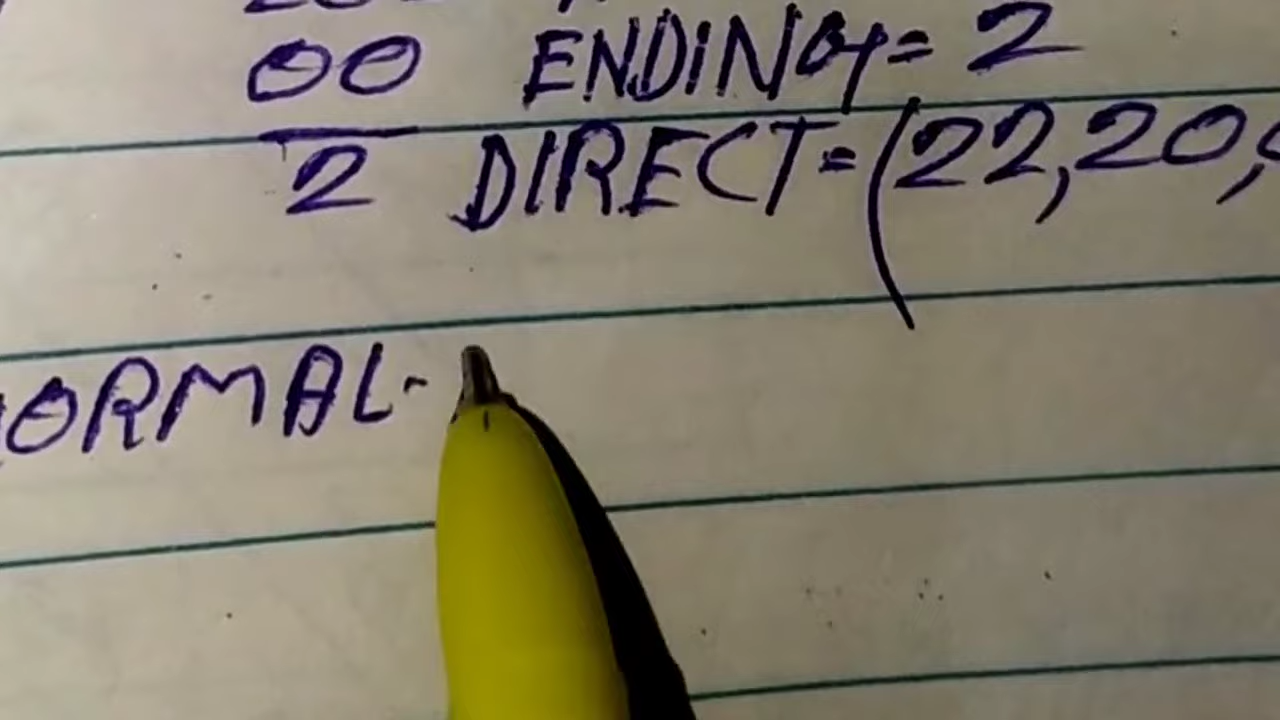 00 ENDING=2
2 DIRECT=(22,20,
ORMAL-